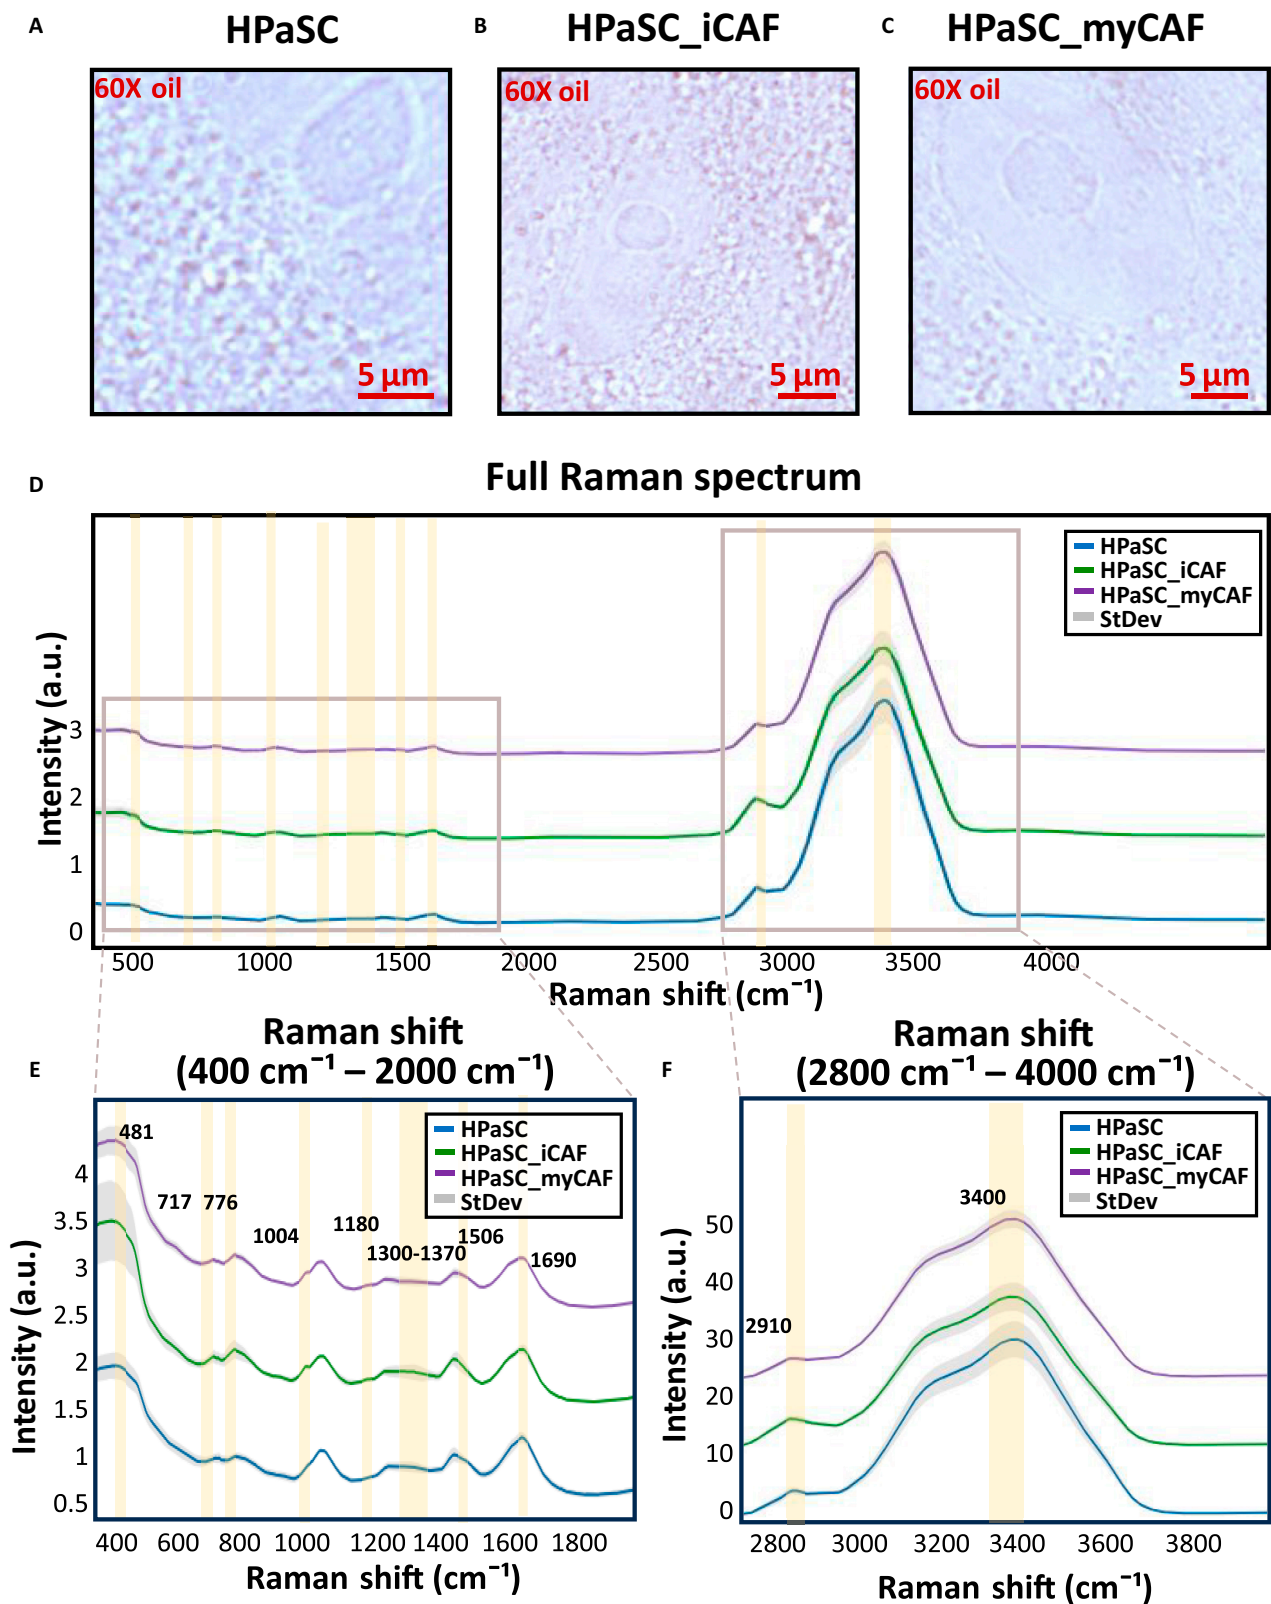 A
HPaSC
B
HPaSC_iCAF
C
HPaSC_myCAF
60X oil
5 µm
60X oil
5 µm
60X oil
5 µm
D
Full Raman spectrum
HPaSC
HPaSC_iCAF
HPaSC_myCAF
StDev
Intensity (a.u.)
3
2
1
0
500
1000
1500
2000
2500
3000
3500
4000
Raman shift (cm⁻¹)
E
Raman shift
(400 cm⁻¹ – 2000 cm⁻¹)
HPaSC
HPaSC_iCAF
HPaSC_myCAF
StDev
481
717
776
1004
1180
1300-1370
1506
1690
Intensity (a.u.)
4
3.5
3
2.5
2
1.5
1
0.5
400
600
800
1000
1200
1400
1600
1800
Raman shift (cm⁻¹)
F
Raman shift
(2800 cm⁻¹ – 4000 cm⁻¹)
HPaSC
HPaSC_iCAF
HPaSC_myCAF
StDev
3400
2910
Intensity (a.u.)
50
40
30
20
10
0
2800
3000
3200
3400
3600
3800
Raman shift (cm⁻¹)